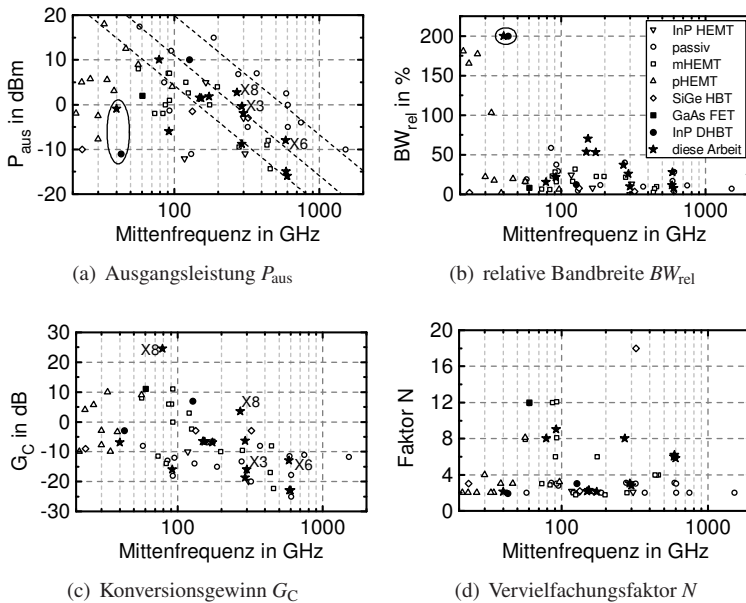 P_aus in dBm
20
10
0
-10
-20
X8
X3
X6
100
1000
Mittenfrequenz in GHz
(a) Ausgangsleistung P_aus
BW_rel in %
200
150
100
50
0
InP HEMT
passiv
mHEMT
pHEMT
SiGe HBT
GaAs FET
InP DHBT
diese Arbeit
100
1000
Mittenfrequenz in GHz
(b) relative Bandbreite BW_rel
G_C in dB
30
20
10
0
-10
-20
-30
X8
X8
X3
X6
100
1000
Mittenfrequenz in GHz
(c) Konversionsgewinn G_C
Faktor N
20
16
12
8
4
0
100
1000
Mittenfrequenz in GHz
(d) Vervielfachungsfaktor N